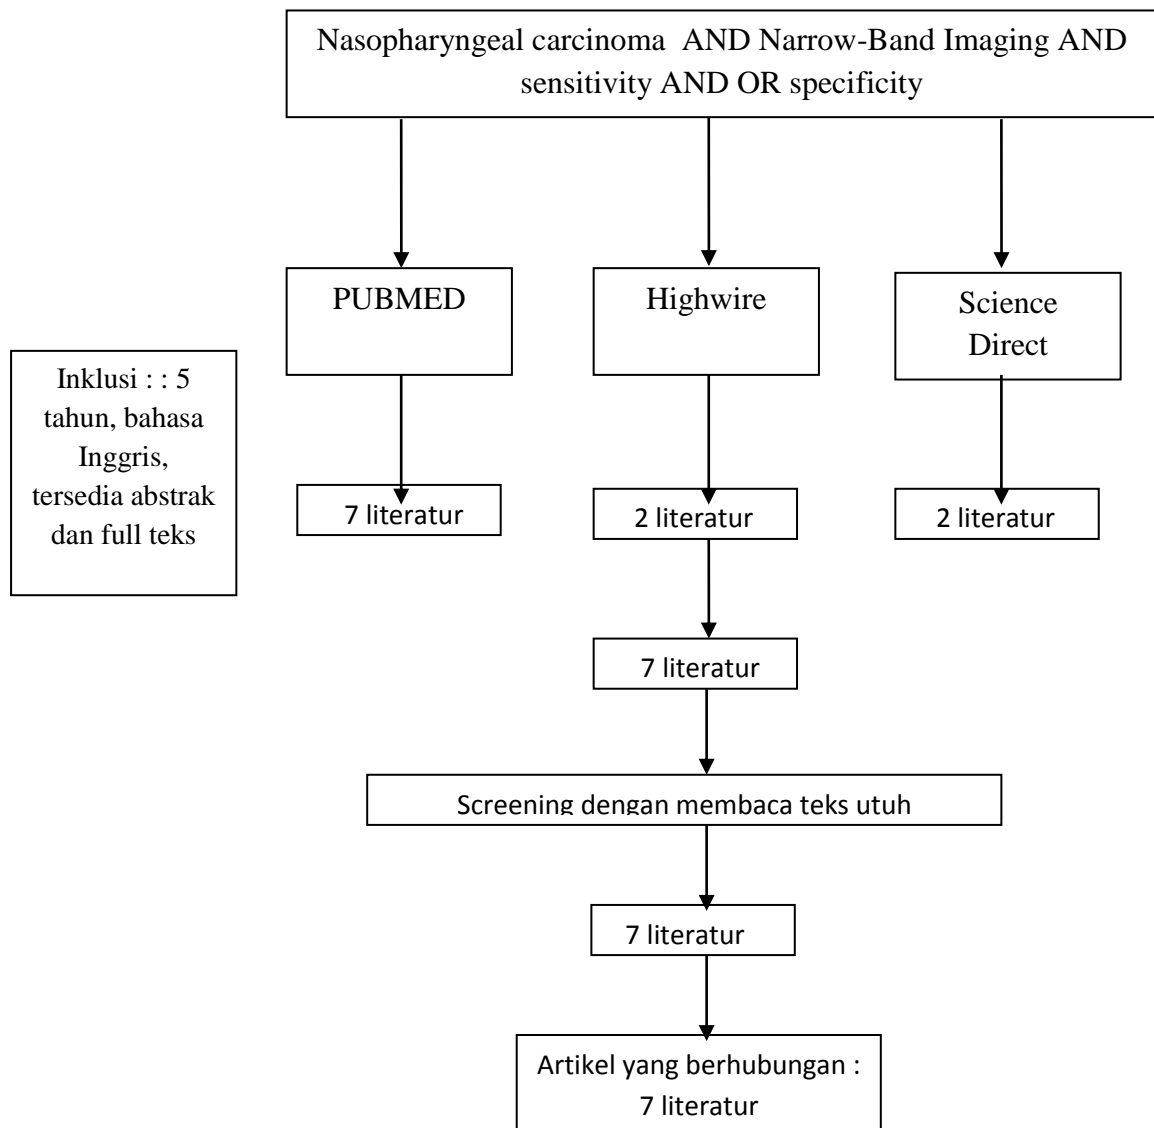 Nasopharyngeal carcinoma AND Narrow-Band Imaging AND
sensitivity AND OR specificity
PUBMED
Highwire
Science
Direct
Inklusi : : 5
tahun, bahasa
Inggris,
tersedia abstrak
dan full teks
7 literatur
2 literatur
2 literatur
7 literatur
Screening dengan membaca teks utuh
7 literatur
Artikel yang berhubungan :
7 literatur